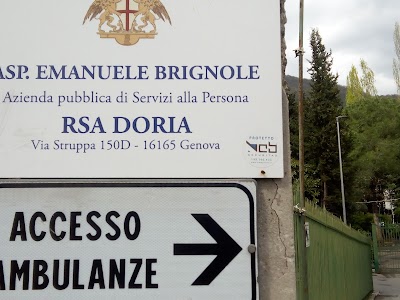 ASP. EMANUELE BRIGNOLE
Azienda pubblica di Servizi alla Persona
RSA DORIA
Via Struppa 150D - 16165 Genova
ACCESSO
AMBULANZE